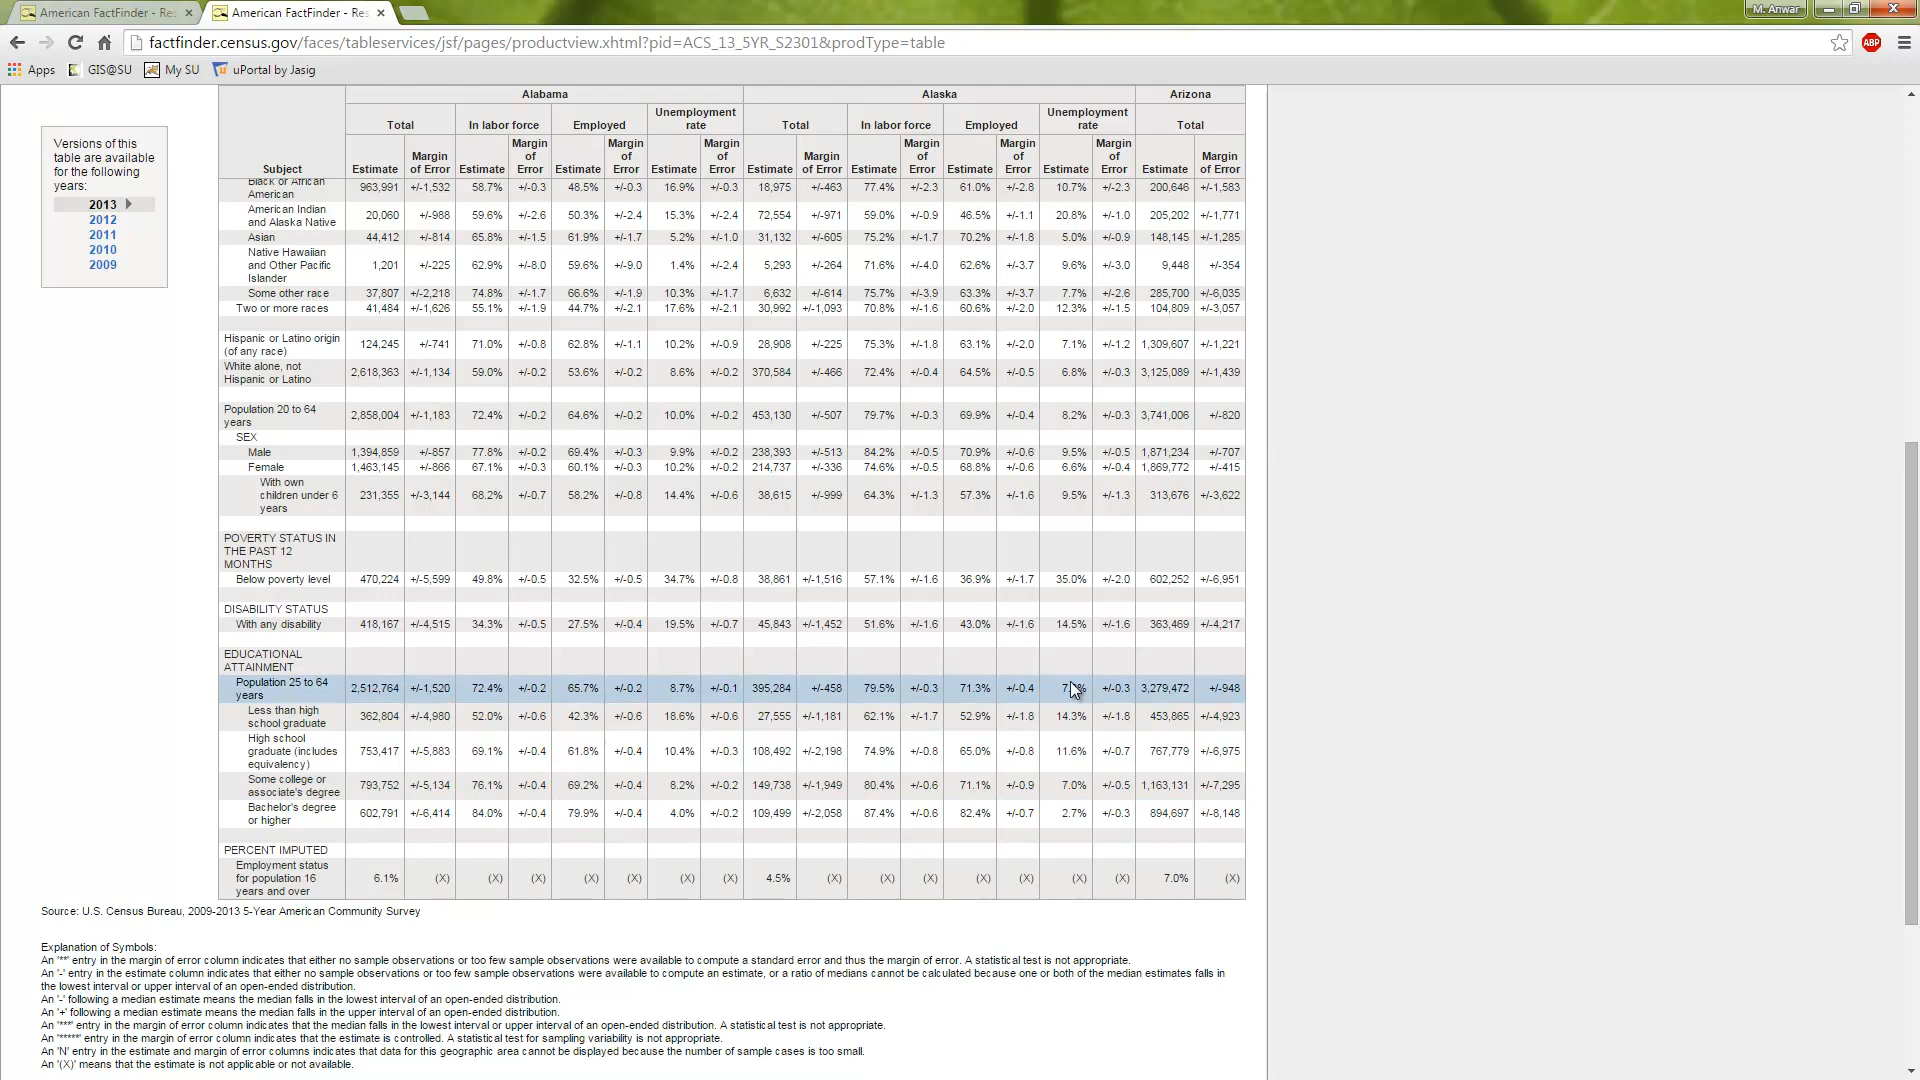 American FactFinder - Res
American FactFinder - Res
M. Anwar
factfinder.census.gov/faces/tableservices/jsf/pages/productview.xhtml?pid=ACS_13_5YR_S2301&prodType=table
ABP
Apps GIS@SU My SU uPortal by Jasig
Versions of this
table are available
for the following
years:
2013
2012
2011
2010
2009
Alabama Alaska Arizona
Total In labor force Employed Unemployment rate Total In labor force Employed Unemployment rate Total
Subject Estimate Margin of Error Estimate Margin of Error Estimate Margin of Error Estimate Margin of Error Estimate Margin of Error Estimate Margin of Error Estimate Margin of Error Estimate Margin of Error Estimate Margin of Error
Black or African American 963,991 +/-1,532 58.7% +/-0.3 48.5% +/-0.3 16.9% +/-0.3 18,975 +/-463 77.4% +/-2.3 61.0% +/-2.8 10.7% +/-2.3 200,646 +/-1,583
American Indian and Alaska Native 20,060 +/-988 59.6% +/-2.6 50.3% +/-2.4 15.3% +/-2.4 72,554 +/-971 59.0% +/-0.9 46.5% +/-1.1 20.8% +/-1.0 205,202 +/-1,771
Asian 44,412 +/-814 65.8% +/-1.5 61.9% +/-1.7 5.2% +/-1.0 31,132 +/-605 75.2% +/-1.7 70.2% +/-1.8 5.0% +/-0.9 148,145 +/-1,285
Native Hawaiian and Other Pacific Islander 1,201 +/-225 62.9% +/-8.0 59.6% +/-9.0 1.4% +/-2.4 5,293 +/-264 71.6% +/-4.0 62.6% +/-3.7 9.6% +/-3.0 9,448 +/-354
Some other race 37,807 +/-2,218 74.8% +/-1.7 66.6% +/-1.9 10.3% +/-1.7 6,632 +/-614 75.7% +/-3.9 63.3% +/-3.7 7.7% +/-2.6 285,700 +/-6,035
Two or more races 41,484 +/-1,626 55.1% +/-1.9 44.7% +/-2.1 17.6% +/-2.1 30,992 +/-1,093 70.8% +/-1.6 60.6% +/-2.0 12.3% +/-1.5 104,809 +/-3,057
Hispanic or Latino origin (of any race) 124,245 +/-741 71.0% +/-0.8 62.8% +/-1.1 10.2% +/-0.9 28,908 +/-225 75.3% +/-1.8 63.1% +/-2.0 7.1% +/-1.2 1,309,607 +/-1,221
White alone, not Hispanic or Latino 2,618,363 +/-1,134 59.0% +/-0.2 53.6% +/-0.2 8.6% +/-0.2 370,584 +/-466 72.4% +/-0.4 64.5% +/-0.5 6.8% +/-0.3 3,125,089 +/-1,439
Population 20 to 64 years 2,858,004 +/-1,183 72.4% +/-0.2 64.6% +/-0.2 10.0% +/-0.2 453,130 +/-507 79.7% +/-0.3 69.9% +/-0.4 8.2% +/-0.3 3,741,006 +/-820
SEX
Male 1,394,859 +/-857 77.8% +/-0.2 69.4% +/-0.3 9.9% +/-0.2 238,393 +/-513 84.2% +/-0.5 70.9% +/-0.6 9.5% +/-0.5 1,871,234 +/-707
Female 1,463,145 +/-866 67.1% +/-0.3 60.1% +/-0.3 10.2% +/-0.2 214,737 +/-336 74.6% +/-0.5 68.8% +/-0.6 6.6% +/-0.4 1,869,772 +/-415
With own children under 6 years 231,355 +/-3,144 68.2% +/-0.7 58.2% +/-0.8 14.4% +/-0.6 38,615 +/-999 64.3% +/-1.3 57.3% +/-1.6 9.5% +/-1.3 313,676 +/-3,622
POVERTY STATUS IN THE PAST 12 MONTHS
Below poverty level 470,224 +/-5,599 49.8% +/-0.5 32.5% +/-0.5 34.7% +/-0.8 38,861 +/-1,516 57.1% +/-1.6 36.9% +/-1.7 35.0% +/-2.0 602,252 +/-6,951
DISABILITY STATUS
With any disability 418,167 +/-4,515 34.3% +/-0.5 27.5% +/-0.4 19.5% +/-0.7 45,843 +/-1,452 51.6% +/-1.6 43.0% +/-1.6 14.5% +/-1.6 363,469 +/-4,217
EDUCATIONAL ATTAINMENT
Population 25 to 64 years 2,512,764 +/-1,520 72.4% +/-0.2 65.7% +/-0.2 8.7% +/-0.1 395,284 +/-458 79.5% +/-0.3 71.3% +/-0.4 +/-0.3 3,279,472 +/-948
Less than high school graduate 362,804 +/-4,980 52.0% +/-0.6 42.3% +/-0.6 18.6% +/-0.6 27,555 +/-1,181 62.1% +/-1.7 52.9% +/-1.8 14.3% +/-1.8 453,865 +/-4,923
High school graduate (includes equivalency) 753,417 +/-5,883 69.1% +/-0.4 61.8% +/-0.4 10.4% +/-0.3 108,492 +/-2,198 74.9% +/-0.8 65.0% +/-0.8 11.6% +/-0.7 767,779 +/-6,975
Some college or associate's degree 793,752 +/-5,134 76.1% +/-0.4 69.2% +/-0.4 8.2% +/-0.2 149,738 +/-1,949 80.4% +/-0.6 71.1% +/-0.9 7.0% +/-0.5 1,163,131 +/-7,295
Bachelor's degree or higher 602,791 +/-6,414 84.0% +/-0.4 79.9% +/-0.4 4.0% +/-0.2 109,499 +/-2,058 87.4% +/-0.6 82.4% +/-0.7 2.7% +/-0.3 894,697 +/-8,148
PERCENT IMPUTED
Employment status for population 16 years and over 6.1% (X) (X) (X) (X) (X) (X) (X) 4.5% (X) (X) (X) (X) (X) (X) (X) 7.0% (X)
Source: U.S. Census Bureau, 2009-2013 5-Year American Community Survey
Explanation of Symbols:
An '**' entry in the margin of error column indicates that either no sample observations or too few sample observations were available to compute a standard error and thus the margin of error. A statistical test is not appropriate.
An '-' entry in the estimate column indicates that either no sample observations or too few sample observations were available to compute an estimate, or a ratio of medians cannot be calculated because one or both of the median estimates falls in
the lowest interval or upper interval of an open-ended distribution.
An '-' following a median estimate means the median falls in the lowest interval of an open-ended distribution.
An '+' following a median estimate means the median falls in the upper interval of an open-ended distribution.
An '***' entry in the margin of error column indicates that the median falls in the lowest interval or upper interval of an open-ended distribution. A statistical test is not appropriate.
An '*****' entry in the margin of error column indicates that the estimate is controlled. A statistical test for sampling variability is not appropriate.
An 'N' entry in the estimate and margin of error columns indicates that data for this geographic area cannot be displayed because the number of sample cases is too small.
An '(X)' means that the estimate is not applicable or not available.